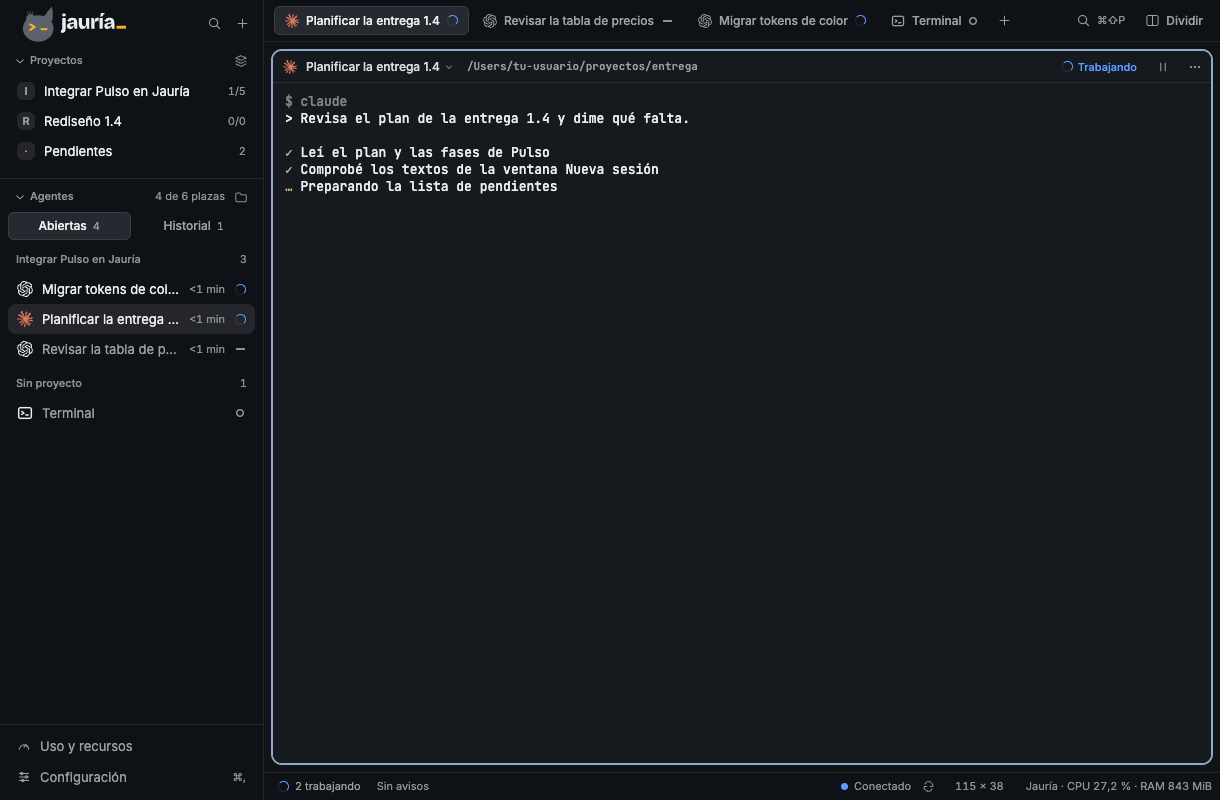 jauría_
Proyectos
I Integrar Pulso en Jauría 1/5
R Rediseño 1.4 0/0
· Pendientes 2
Agentes 4 de 6 plazas
Abiertas 4 Historial 1
Integrar Pulso en Jauría 3
Migrar tokens de col... <1 min
Planificar la entrega ... <1 min
Revisar la tabla de p... <1 min
Sin proyecto 1
Terminal
Uso y recursos
Configuración ⌘,
Planificar la entrega 1.4 Revisar la tabla de precios Migrar tokens de color Terminal ⌘⇧P Dividir
Planificar la entrega 1.4 /Users/tu-usuario/proyectos/entrega Trabajando
$ claude
> Revisa el plan de la entrega 1.4 y dime qué falta.
✓ Leí el plan y las fases de Pulso
✓ Comprobé los textos de la ventana Nueva sesión
… Preparando la lista de pendientes
2 trabajando Sin avisos Conectado 115 × 38 Jauría · CPU 27,2 % · RAM 843 MiB